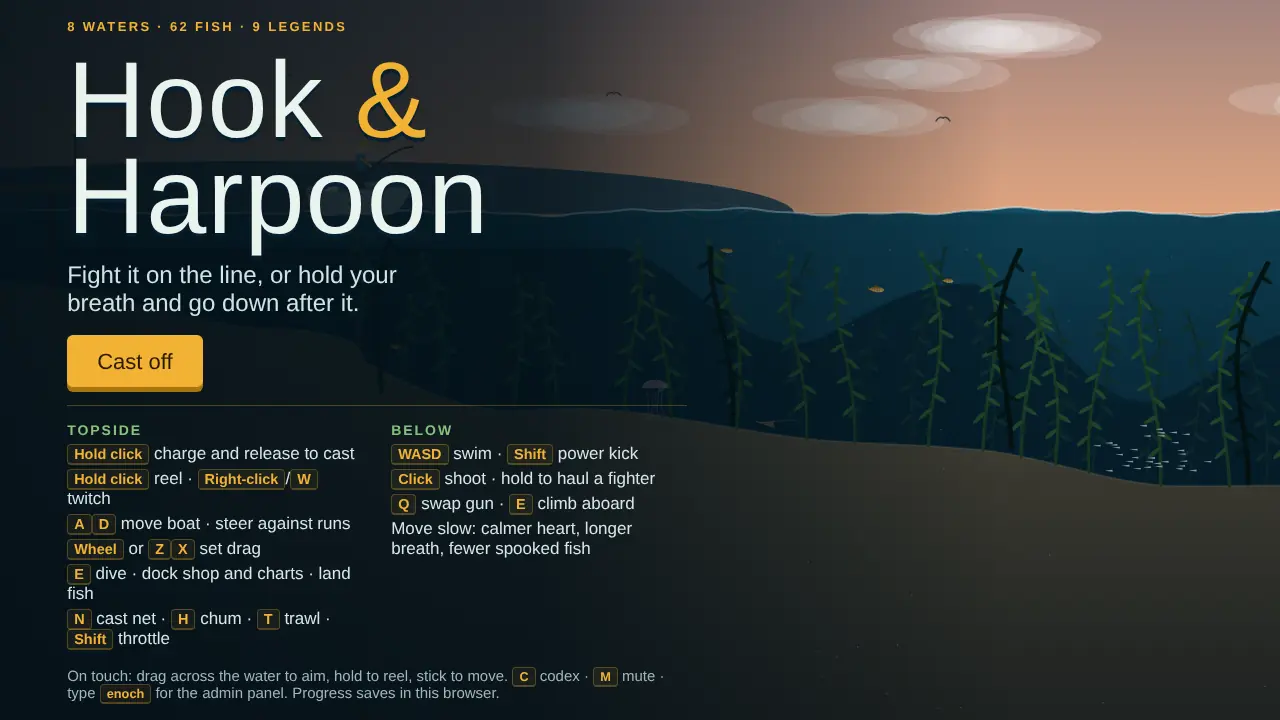 8 WATERS · 62 FISH · 9 LEGENDS
Hook &
Harpoon
Fight it on the line, or hold your
breath and go down after it.
Cast off
TOPSIDE
Hold click charge and release to cast
Hold click reel · Right-click / W
twitch
A D move boat · steer against runs
Wheel or Z X set drag
E dive · dock shop and charts · land
fish
N cast net · H chum · T trawl ·
Shift throttle
BELOW
WASD swim · Shift power kick
Click shoot · hold to haul a fighter
Q swap gun · E climb aboard
Move slow: calmer heart, longer
breath, fewer spooked fish
On touch: drag across the water to aim, hold to reel, stick to move. C codex · M mute ·
type enoch for the admin panel. Progress saves in this browser.